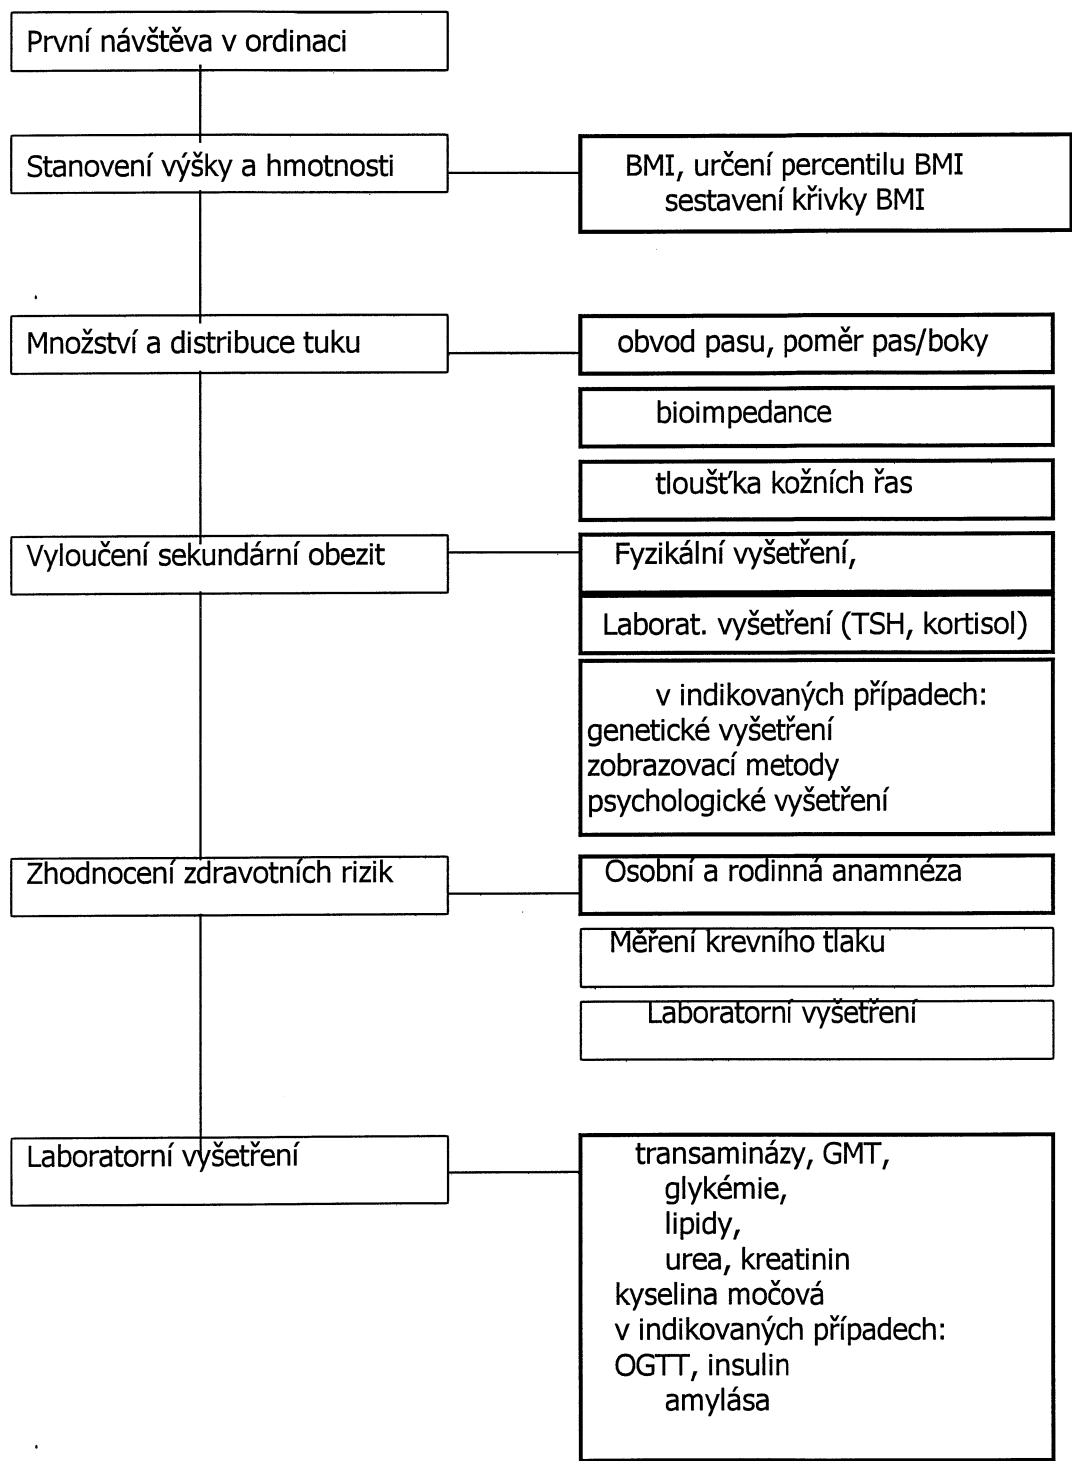 První návštěva v ordinaci
Stanovení výšky a hmotnosti
BMI, určení percentilu BMI
sestavení křivky BMI
Množství a distribuce tuku
obvod pasu, poměr pas/boky
bioimpedance
tloušťka kožních řas
Vyloučení sekundární obezit
Fyzikální vyšetření,
Laborat. vyšetření (TSH, kortisol)
v indikovaných případech:
genetické vyšetření
zobrazovací metody
psychologické vyšetření
Zhodnocení zdravotních rizik
Osobní a rodinná anamnéza
Měření krevního tlaku
Laboratorní vyšetření
Laboratorní vyšetření
transaminázy, GMT,
glykémie,
lipidy,
urea, kreatinin
kyselina močová
v indikovaných případech:
OGTT, insulin
amylása